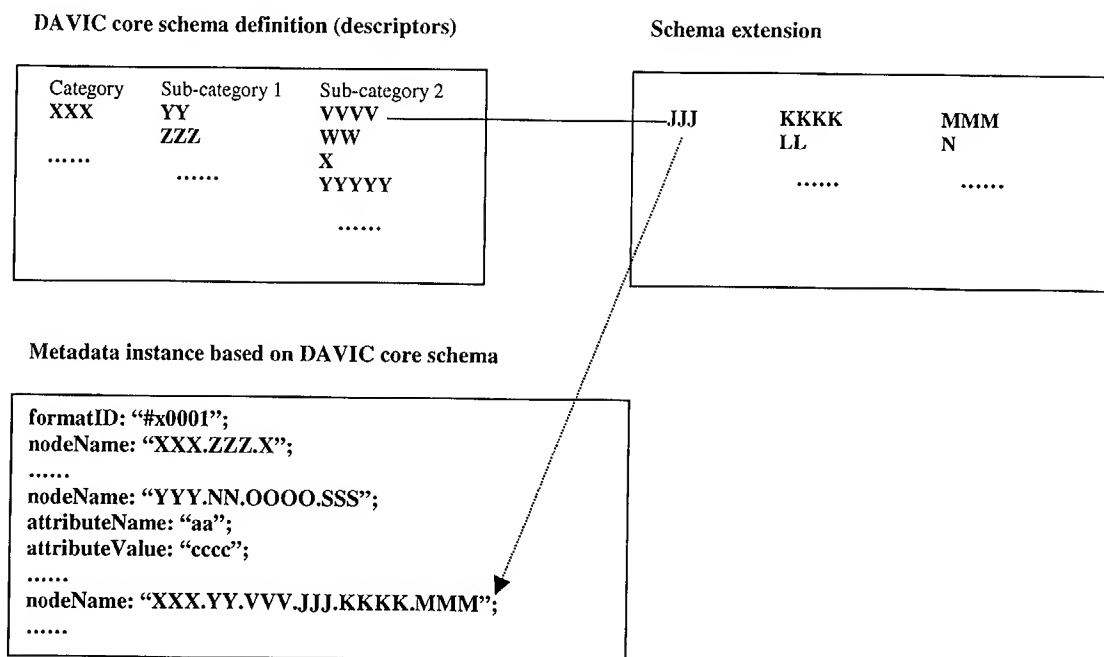 DAVIC core schema definition (descriptors)
Schema extension
Category Sub-category 1 Sub-category 2
XXX YY VVVV
ZZZ WW
...... X
...... YYYYY
......
JJJ KKKK MMM
LL N
...... ......
Metadata instance based on DAVIC core schema
formatID: “#x0001”;
nodeName: “XXX.ZZZ.X”;
......
nodeName: “YYY.NN.OOOO.SSS”;
attributeName: “aa”;
attributeValue: “cccc”;
......
nodeName: “XXX.YY.VVV.JJJ.KKKK.MMM”;
......